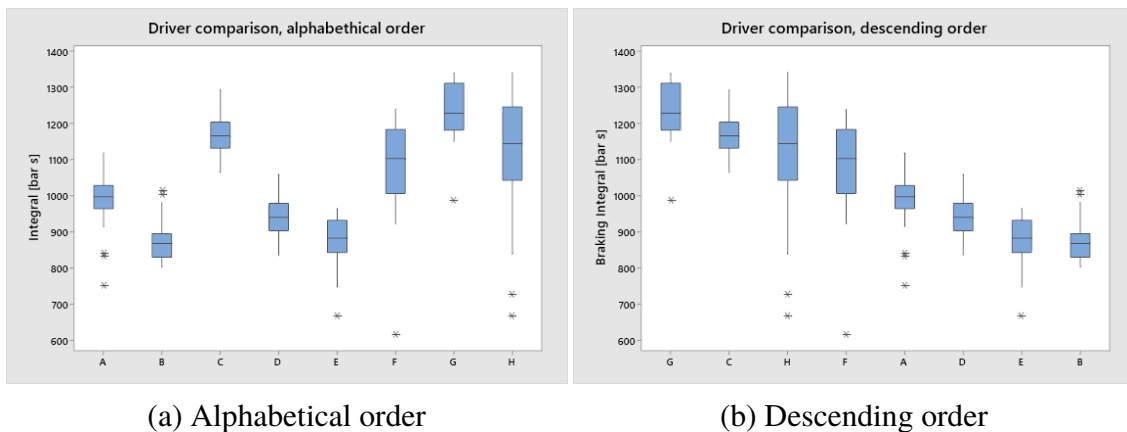 Driver comparison, alphabethical order
Integral [bar s]
1400
1300
1200
1100
1000
900
800
700
600
A B C D E F G H
(a) Alphabetical order
Driver comparison, descending order
Braking Integral [bar s]
1400
1300
1200
1100
1000
900
800
700
600
G C H F A D E B
(b) Descending order